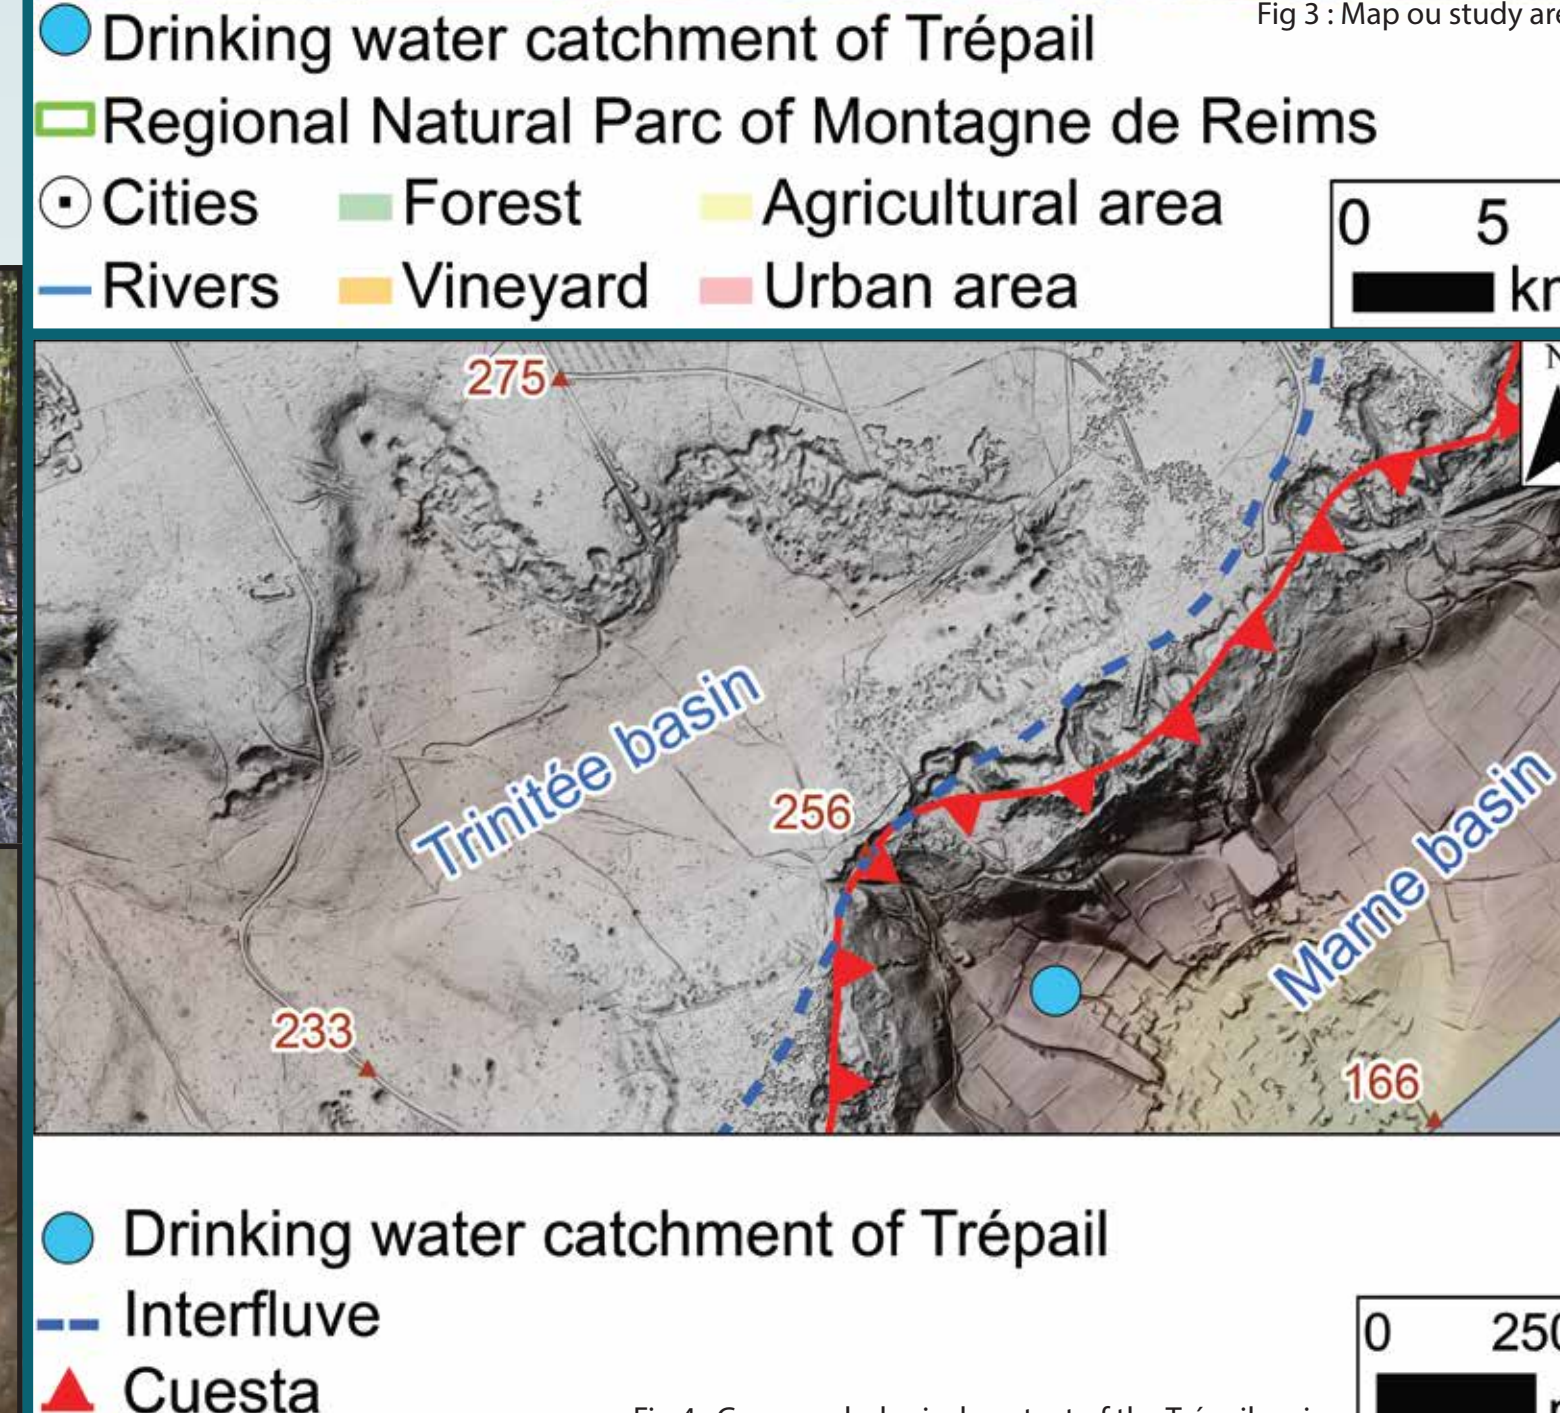 Fig 3 : Map ou study are
Drinking water catchment of Trépail
Regional Natural Parc of Montagne de Reims
Cities Forest Agricultural area
0 5
Rivers Vineyard Urban area
275
N
Trinitée basin
256
Marne basin
233
166
Drinking water catchment of Trépail
Interfluve
0 250
Cuesta